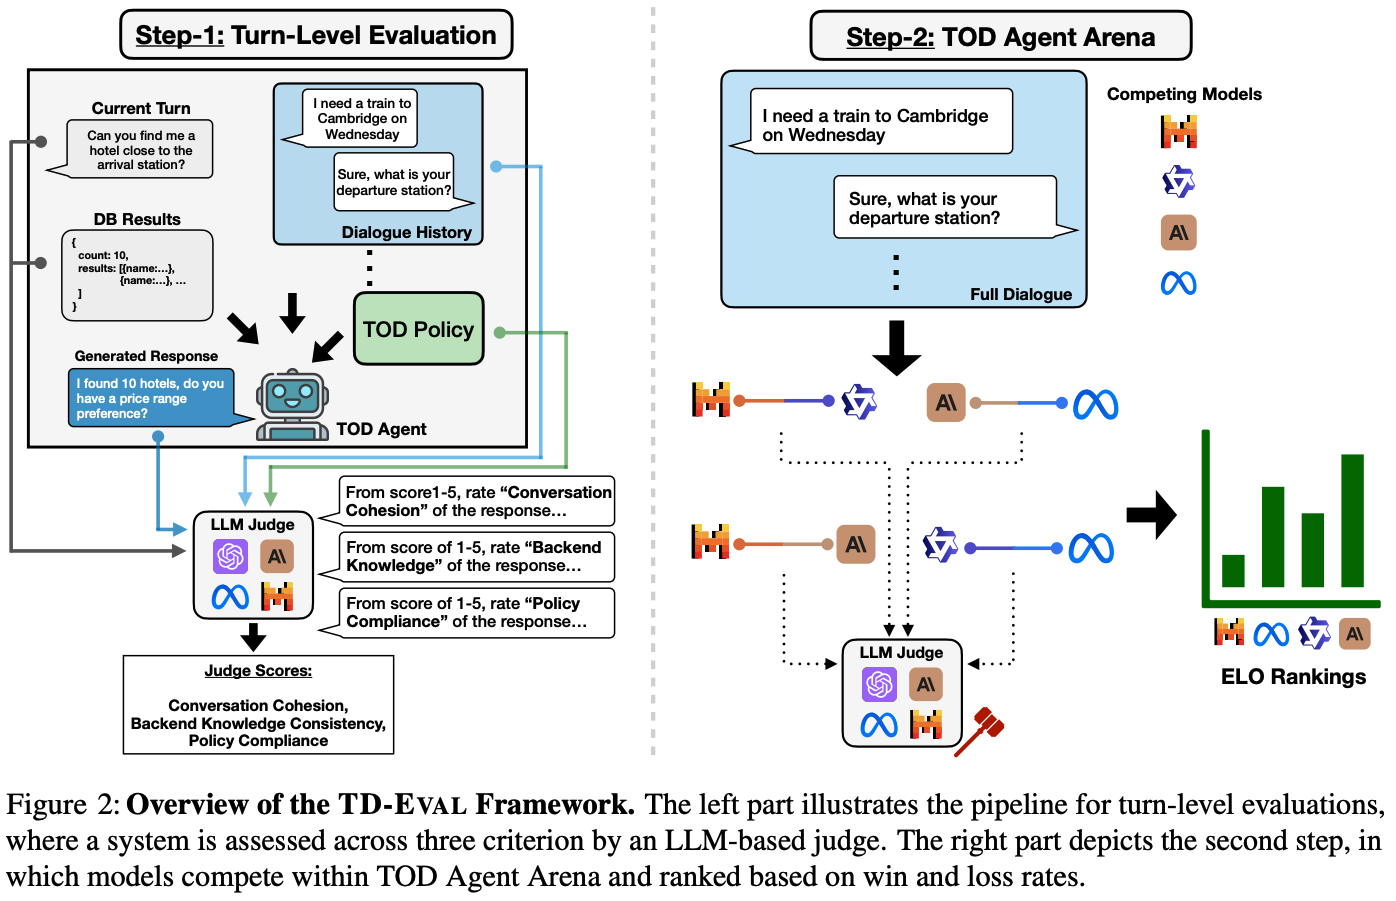 Step-1: Turn-Level Evaluation
Current Turn
Can you find me a
hotel close to the
arrival station?
DB Results
{
count: 10,
results: [{name:...},
{name:...}, ...
]
}
I need a train to
Cambridge on
Wednesday
Sure, what is your
departure station?
Dialogue History
TOD Policy
Generated Response
I found 10 hotels, do you
have a price range
preference?
TOD Agent
LLM Judge
From score1-5, rate “Conversation
Cohesion” of the response...
From score of 1-5, rate “Backend
Knowledge” of the response...
From score of 1-5, rate “Policy
Compliance” of the response...
Judge Scores:
Conversation Cohesion,
Backend Knowledge Consistency,
Policy Compliance
Step-2: TOD Agent Arena
I need a train to Cambridge
on Wednesday
Sure, what is your
departure station?
Full Dialogue
Competing Models
LLM Judge
ELO Rankings
Figure 2: Overview of the TD-EVAL Framework. The left part illustrates the pipeline for turn-level evaluations,
where a system is assessed across three criterion by an LLM-based judge. The right part depicts the second step, in
which models compete within TOD Agent Arena and ranked based on win and loss rates.